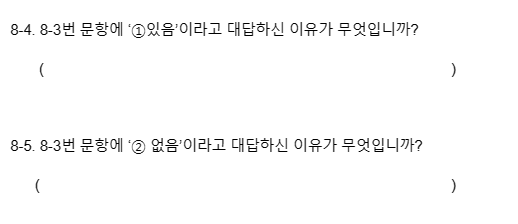 8-4. 8-3번 문항에 ‘①있음’이라고 대답하신 이유가 무엇입니까?
( )
8-5. 8-3번 문항에 ‘② 없음’이라고 대답하신 이유가 무엇입니까?
( )